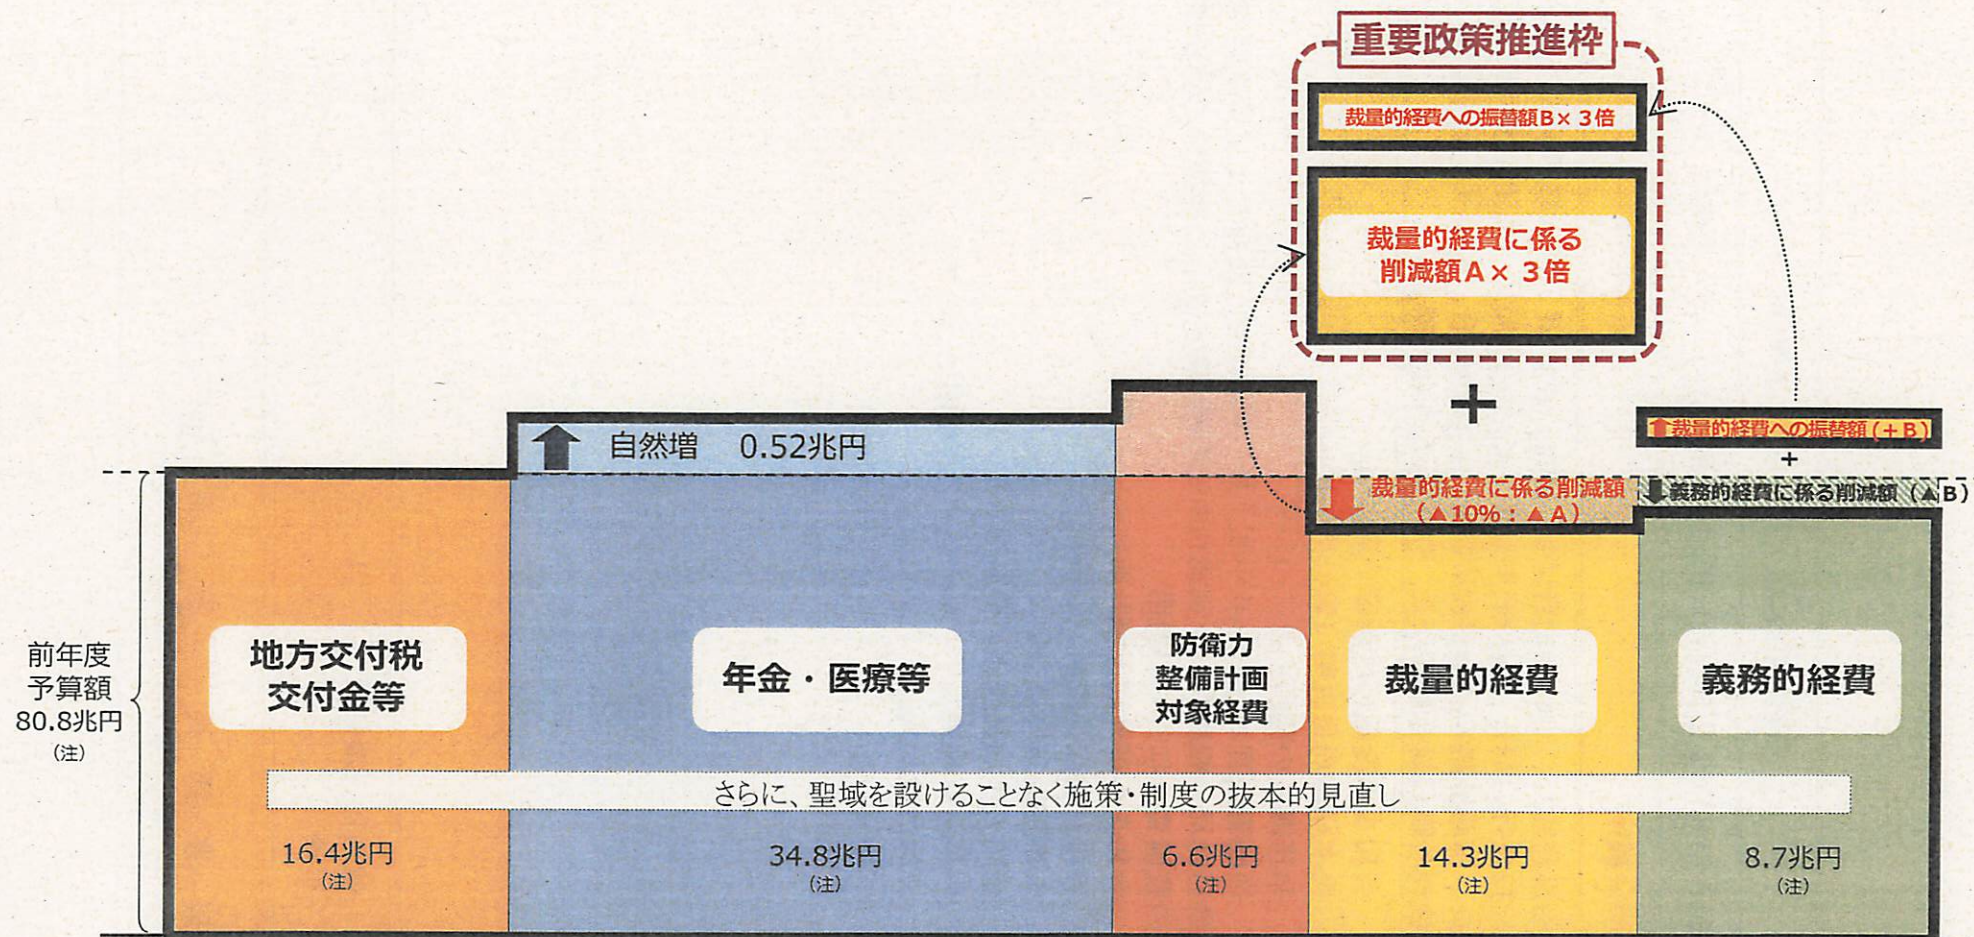 重要政策推進枠
裁量的経費への振替額B×3倍
裁量的経費に係る
削減額A×3倍
+
自然増 0.52兆円
裁量的経費への振替額(+B)
+
裁量的経費に係る削減額
(▲10%:▲A)
義務的経費に係る削減額(▲B)
前年度
予算額
80.8兆円
(注)
地方交付税
交付金等
年金・医療等
防衛力
整備計画
対象経費
裁量的経費
義務的経費
さらに、聖域を設けることなく施策・制度の抜本的見直し
16.4兆円
(注)
34.8兆円
(注)
6.6兆円
(注)
14.3兆円
(注)
8.7兆円
(注)